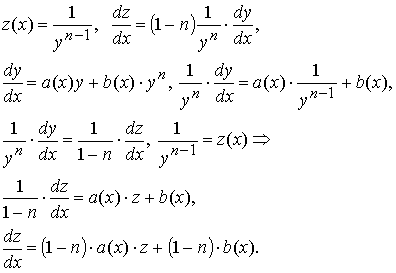 z(x) = \frac{1}{y^{n-1}}, \frac{dz}{dx} = (1-n)\frac{1}{y^n} \cdot \frac{dy}{dx},
\frac{dy}{dx} = a(x)y + b(x) \cdot y^n, \frac{1}{y^n} \cdot \frac{dy}{dx} = a(x) \cdot \frac{1}{y^{n-1}} + b(x),
\frac{1}{y^n} \cdot \frac{dy}{dx} = \frac{1}{1-n} \cdot \frac{dz}{dx}, \frac{1}{y^{n-1}} = z(x) \Rightarrow
\frac{1}{1-n} \cdot \frac{dz}{dx} = a(x) \cdot z + b(x),
\frac{dz}{dx} = (1-n) \cdot a(x) \cdot z + (1-n) \cdot b(x).